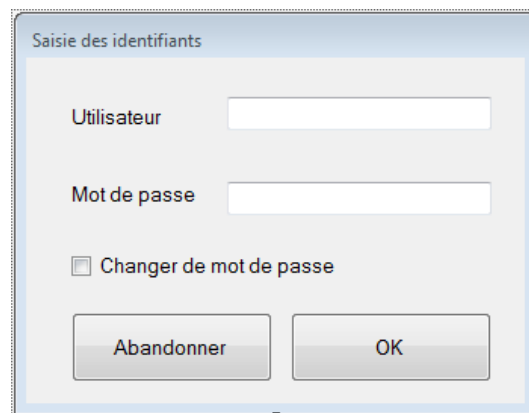 Saisie des identifiants
Utilisateur
Mot de passe
Changer de mot de passe
Abandonner OK